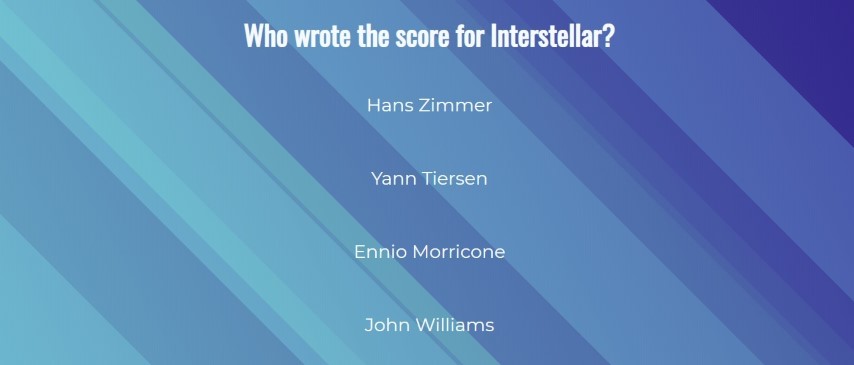 Who wrote the score for Interstellar?
Hans Zimmer
Yann Tiersen
Ennio Morricone
John Williams